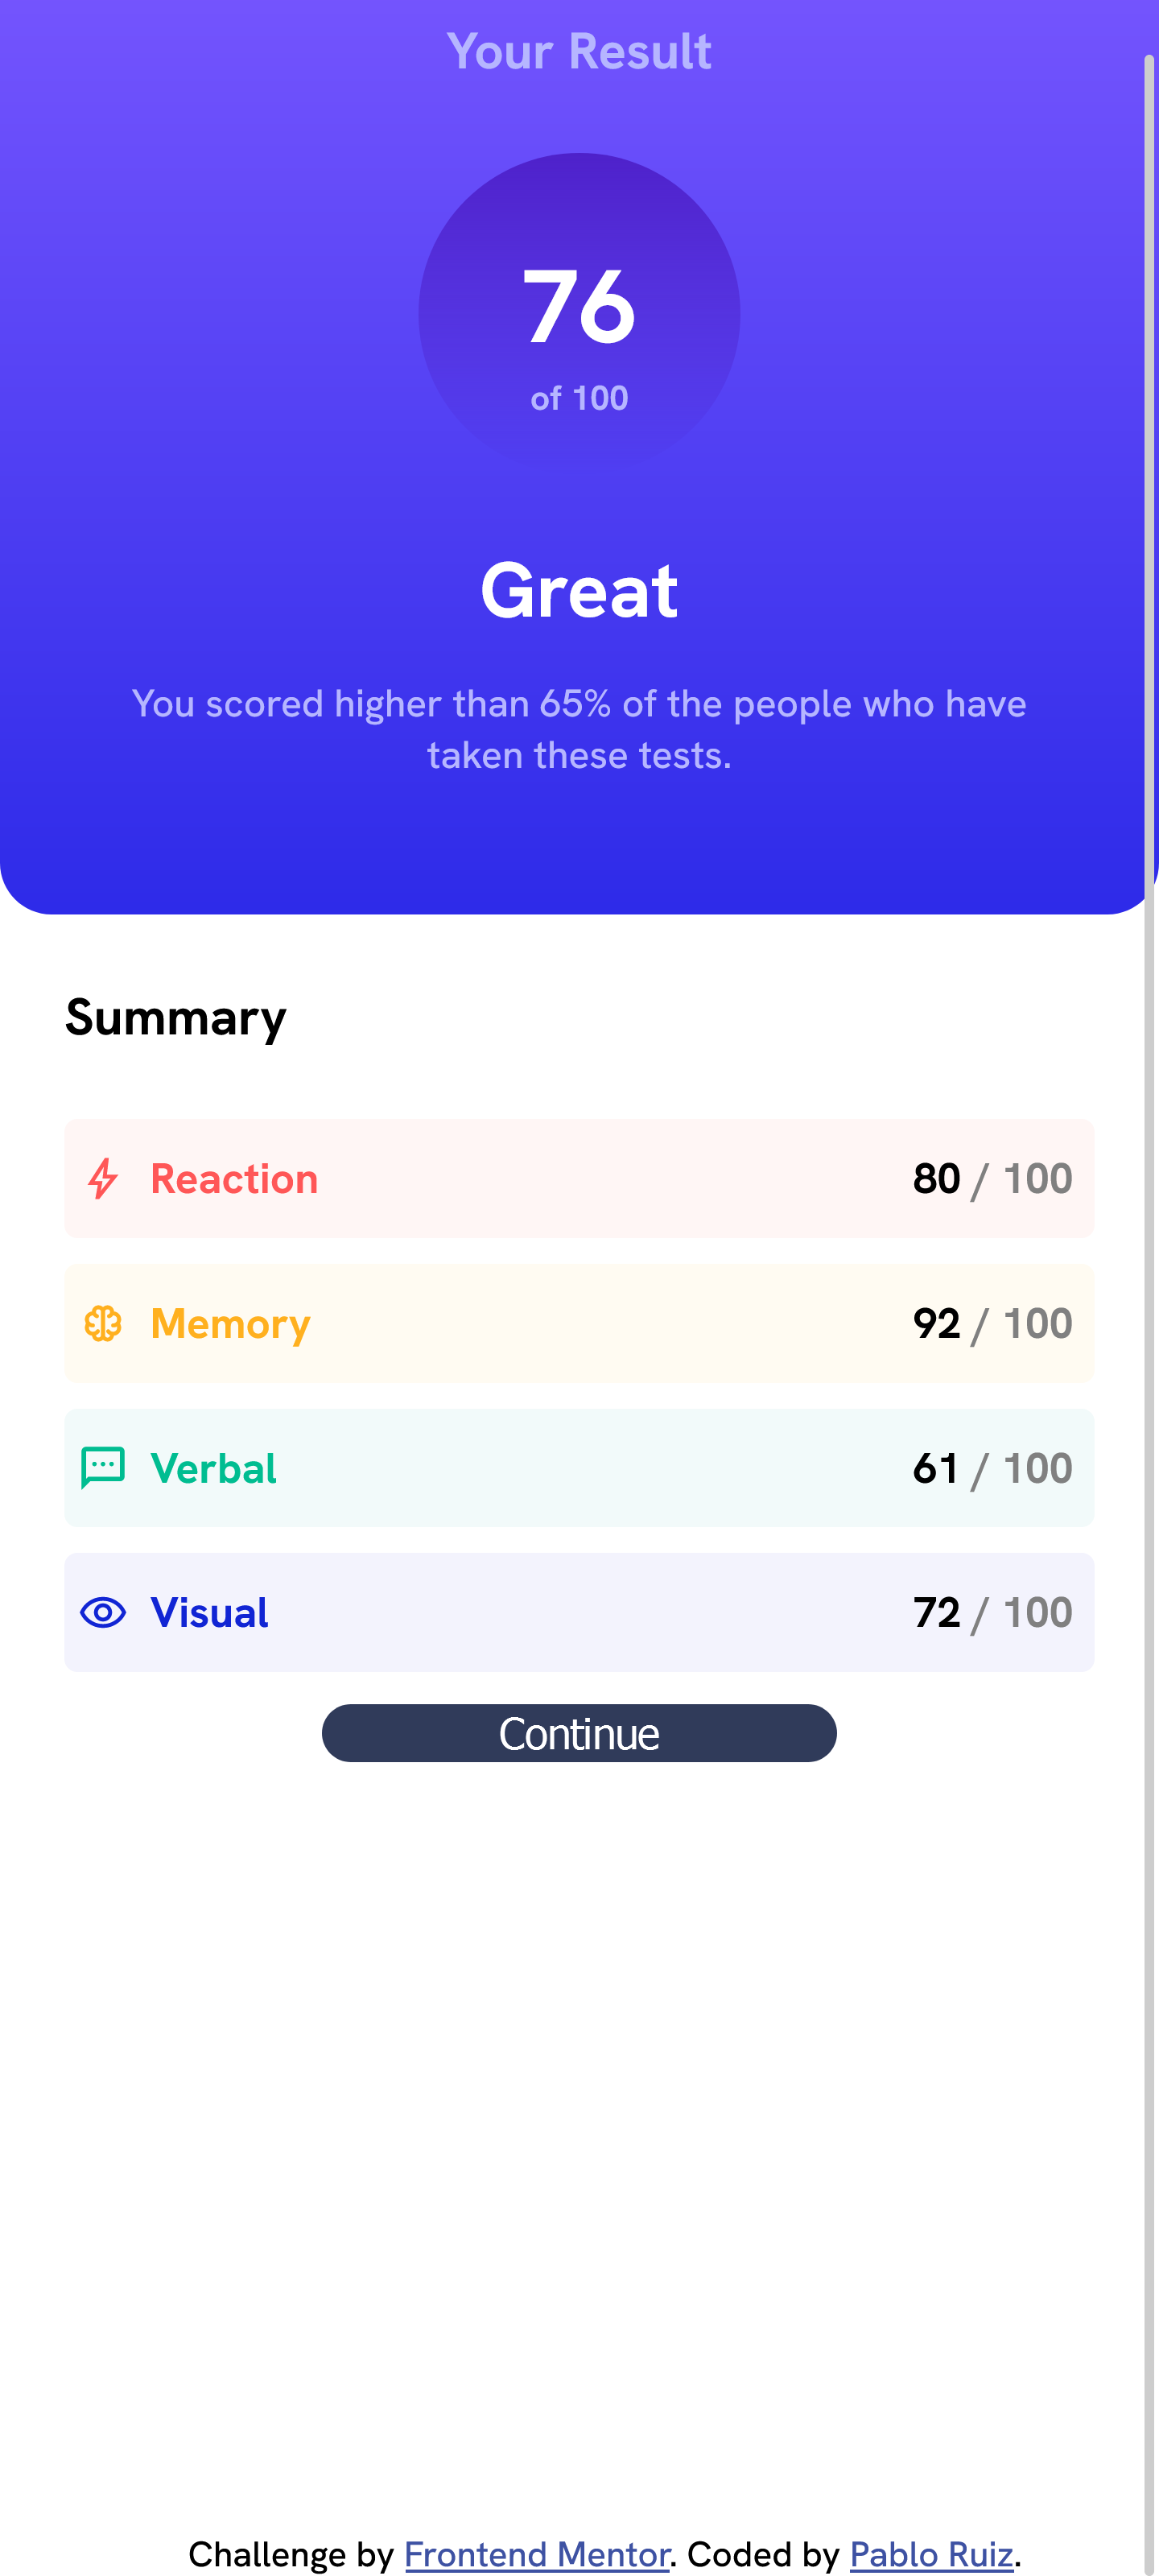 Your Result
76
of 100
Great
You scored higher than 65% of the people who have
taken these tests.
Summary
Reaction 80 / 100
Memory 92 / 100
Verbal 61 / 100
Visual 72 / 100
Continue
Challenge by Frontend Mentor. Coded by Pablo Ruiz.